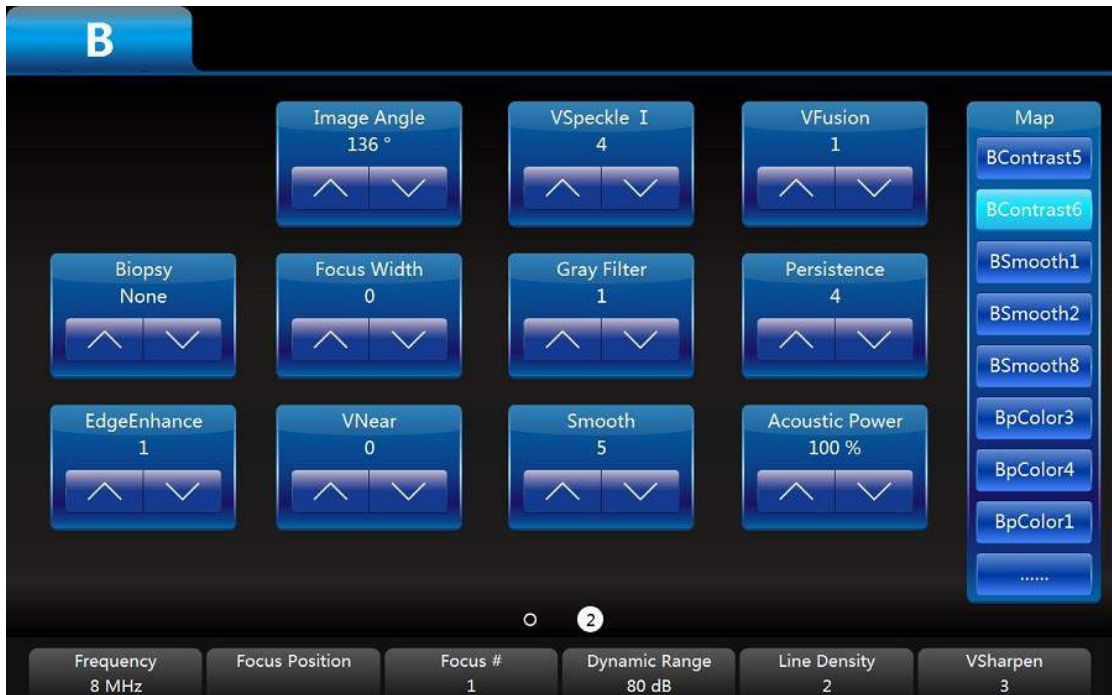 B
Image Angle
136 °
VSpeckle I
4
VFusion
1
Biopsy
None
Focus Width
0
Gray Filter
1
Persistence
4
EdgeEnhance
1
VNear
0
Smooth
5
Acoustic Power
100 %
Map
BContrast5
BContrast6
BSmooth1
BSmooth2
BSmooth8
BpColor3
BpColor4
BpColor1
......
2
Frequency
8 MHz
Focus Position
Focus #
1
Dynamic Range
80 dB
Line Density
2
VSharpen
3